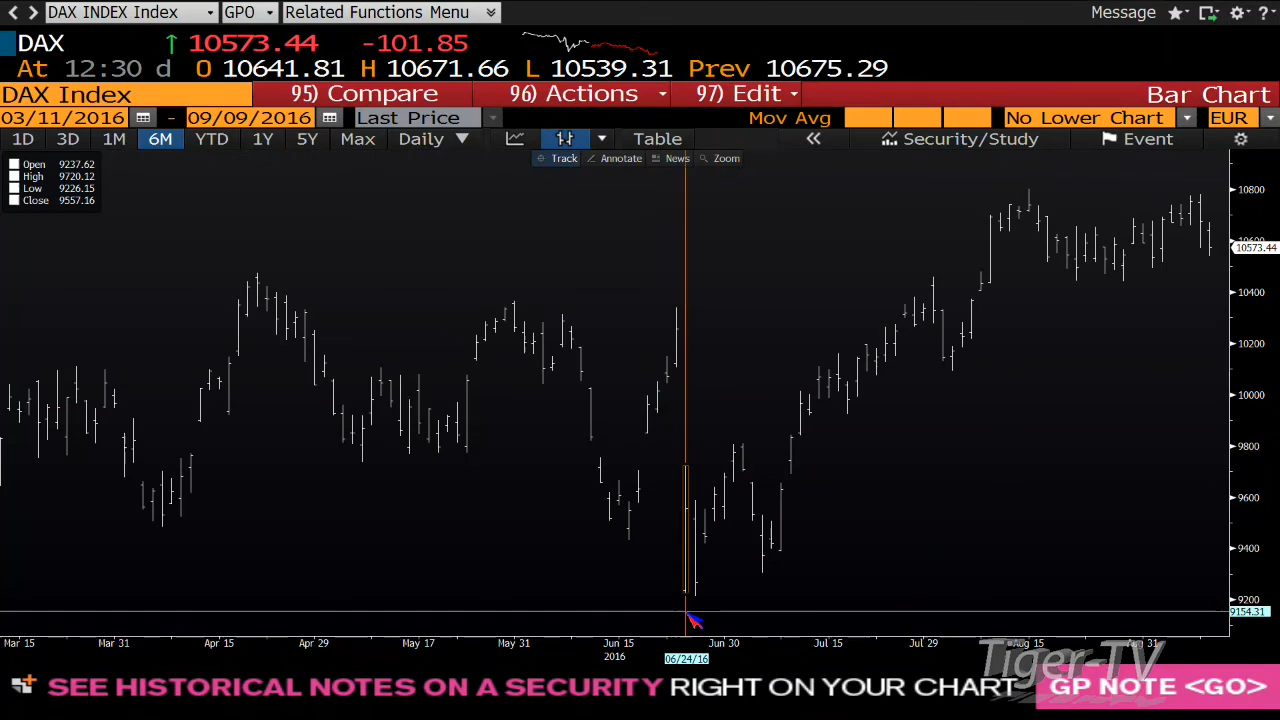 DAX INDEX Index GPO Related Functions Menu Message
DAX 10573.44 -101.85
At 12:30 d O 10641.81 H 10671.66 L 10539.31 Prev 10675.29
DAX Index 95) Compare 96) Actions 97) Edit Bar Chart
03/11/2016 - 09/09/2016 Last Price Mov Avg No Lower Chart EUR
1D 3D 1M 6M YTD 1Y 5Y Max Daily Table Security/Study Event
Track Annotate News Zoom
Open 9237.62
High 9720.12
Low 9226.15
Close 9557.16
10800
10573.44
10400
10200
10000
9800
9600
9400
9200
9154.31
Mar 15 Mar 31 Apr 15 Apr 29 May 17 May 31 Jun 15 Jun 30 Jul 15 Jul 29 Aug 15 Aug 31
2016 06/24/16
Tiger-TV
SEE HISTORICAL NOTES ON A SECURITY RIGHT ON YOUR CHART GP NOTE <GO>